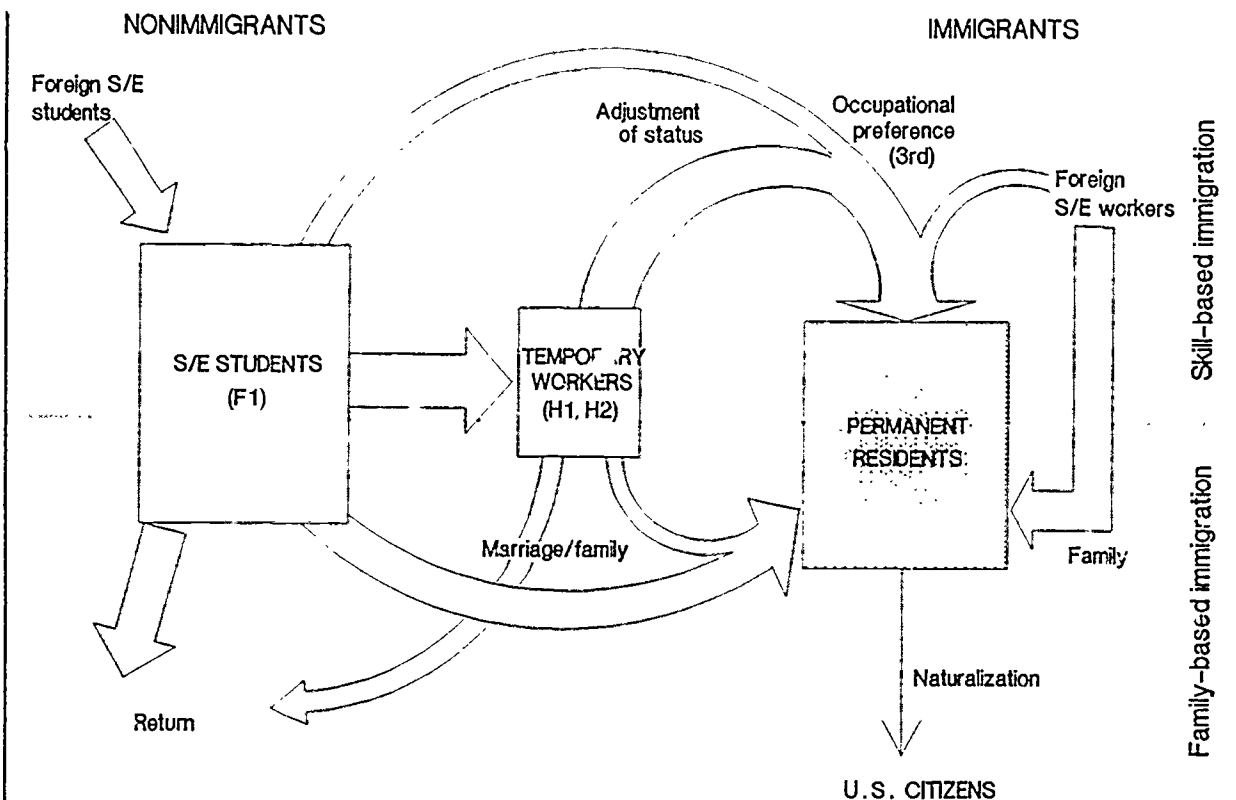 NONIMMIGRANTS
IMMIGRANTS
Foreign S/E
students
Adjustment
of status
Occupational
preference
(3rd)
Foreign
S/E workers
Skill-based immigration
S/E STUDENTS
(F1)
WORKERS
(H1, H2)
PERMANENT
RESIDENTS
Marriage/family
Family
Family-based immigration
Return
Naturalization
U.S. CITIZENS